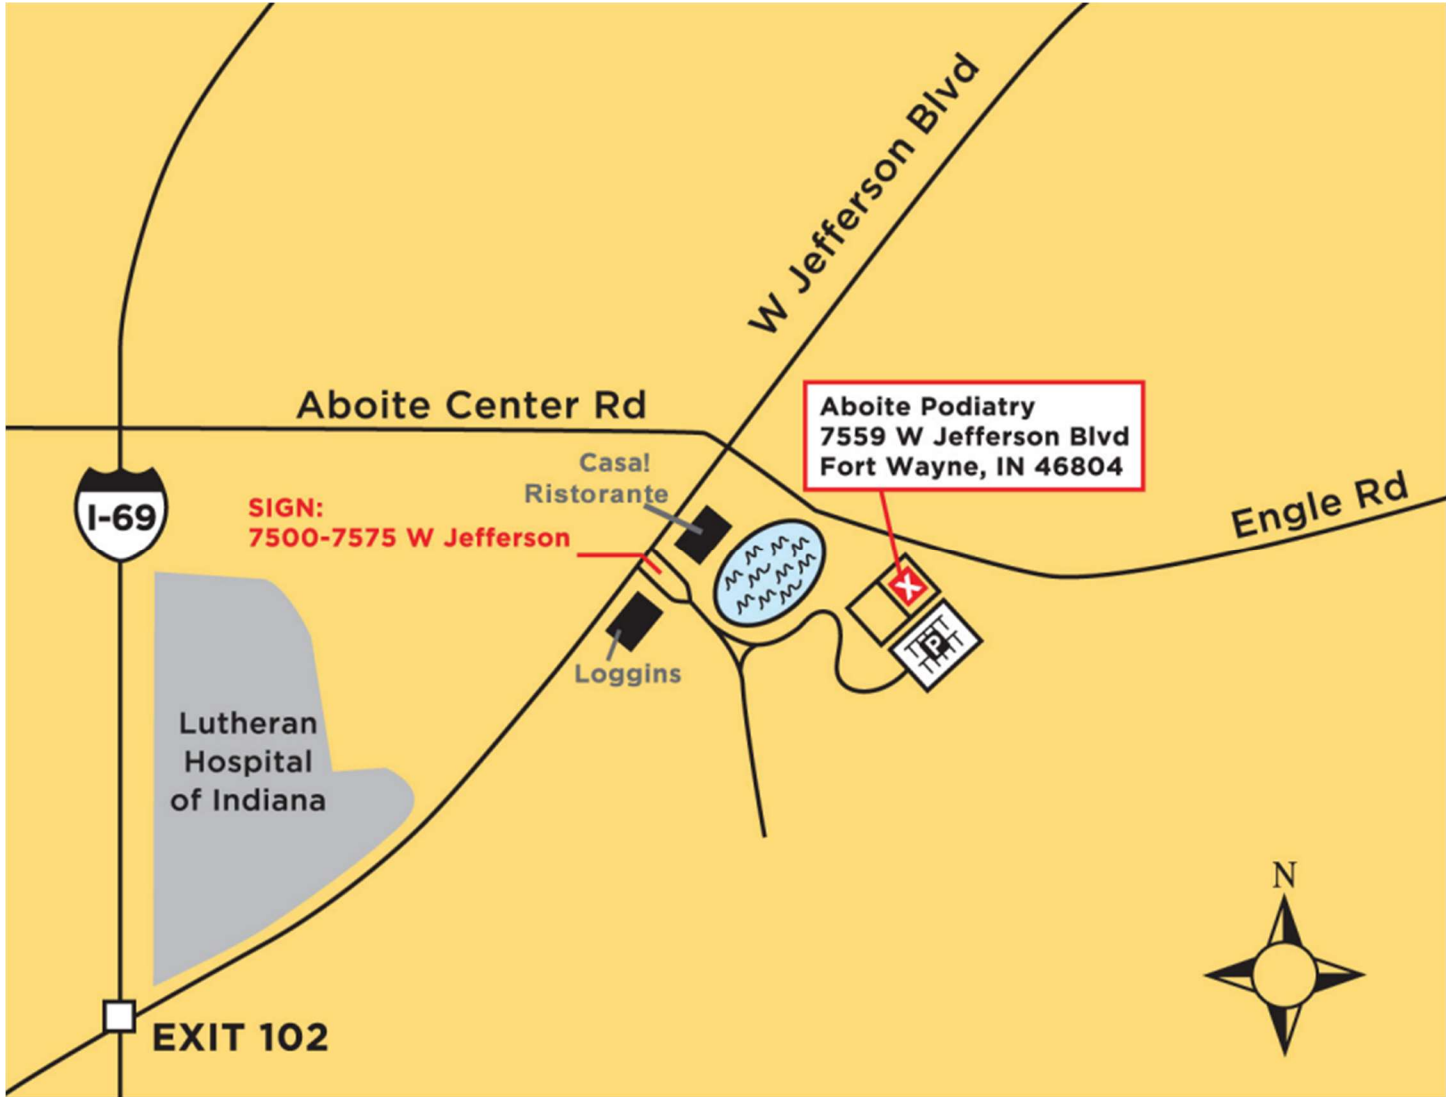 W Jefferson Blvd
Aboite Center Rd
Aboite Podiatry
7559 W Jefferson Blvd
Fort Wayne, IN 46804
Casa!
Ristorante
Engle Rd
I-69
SIGN:
7500-7575 W Jefferson
X
P
Loggins
Lutheran
Hospital
of Indiana
N
EXIT 102